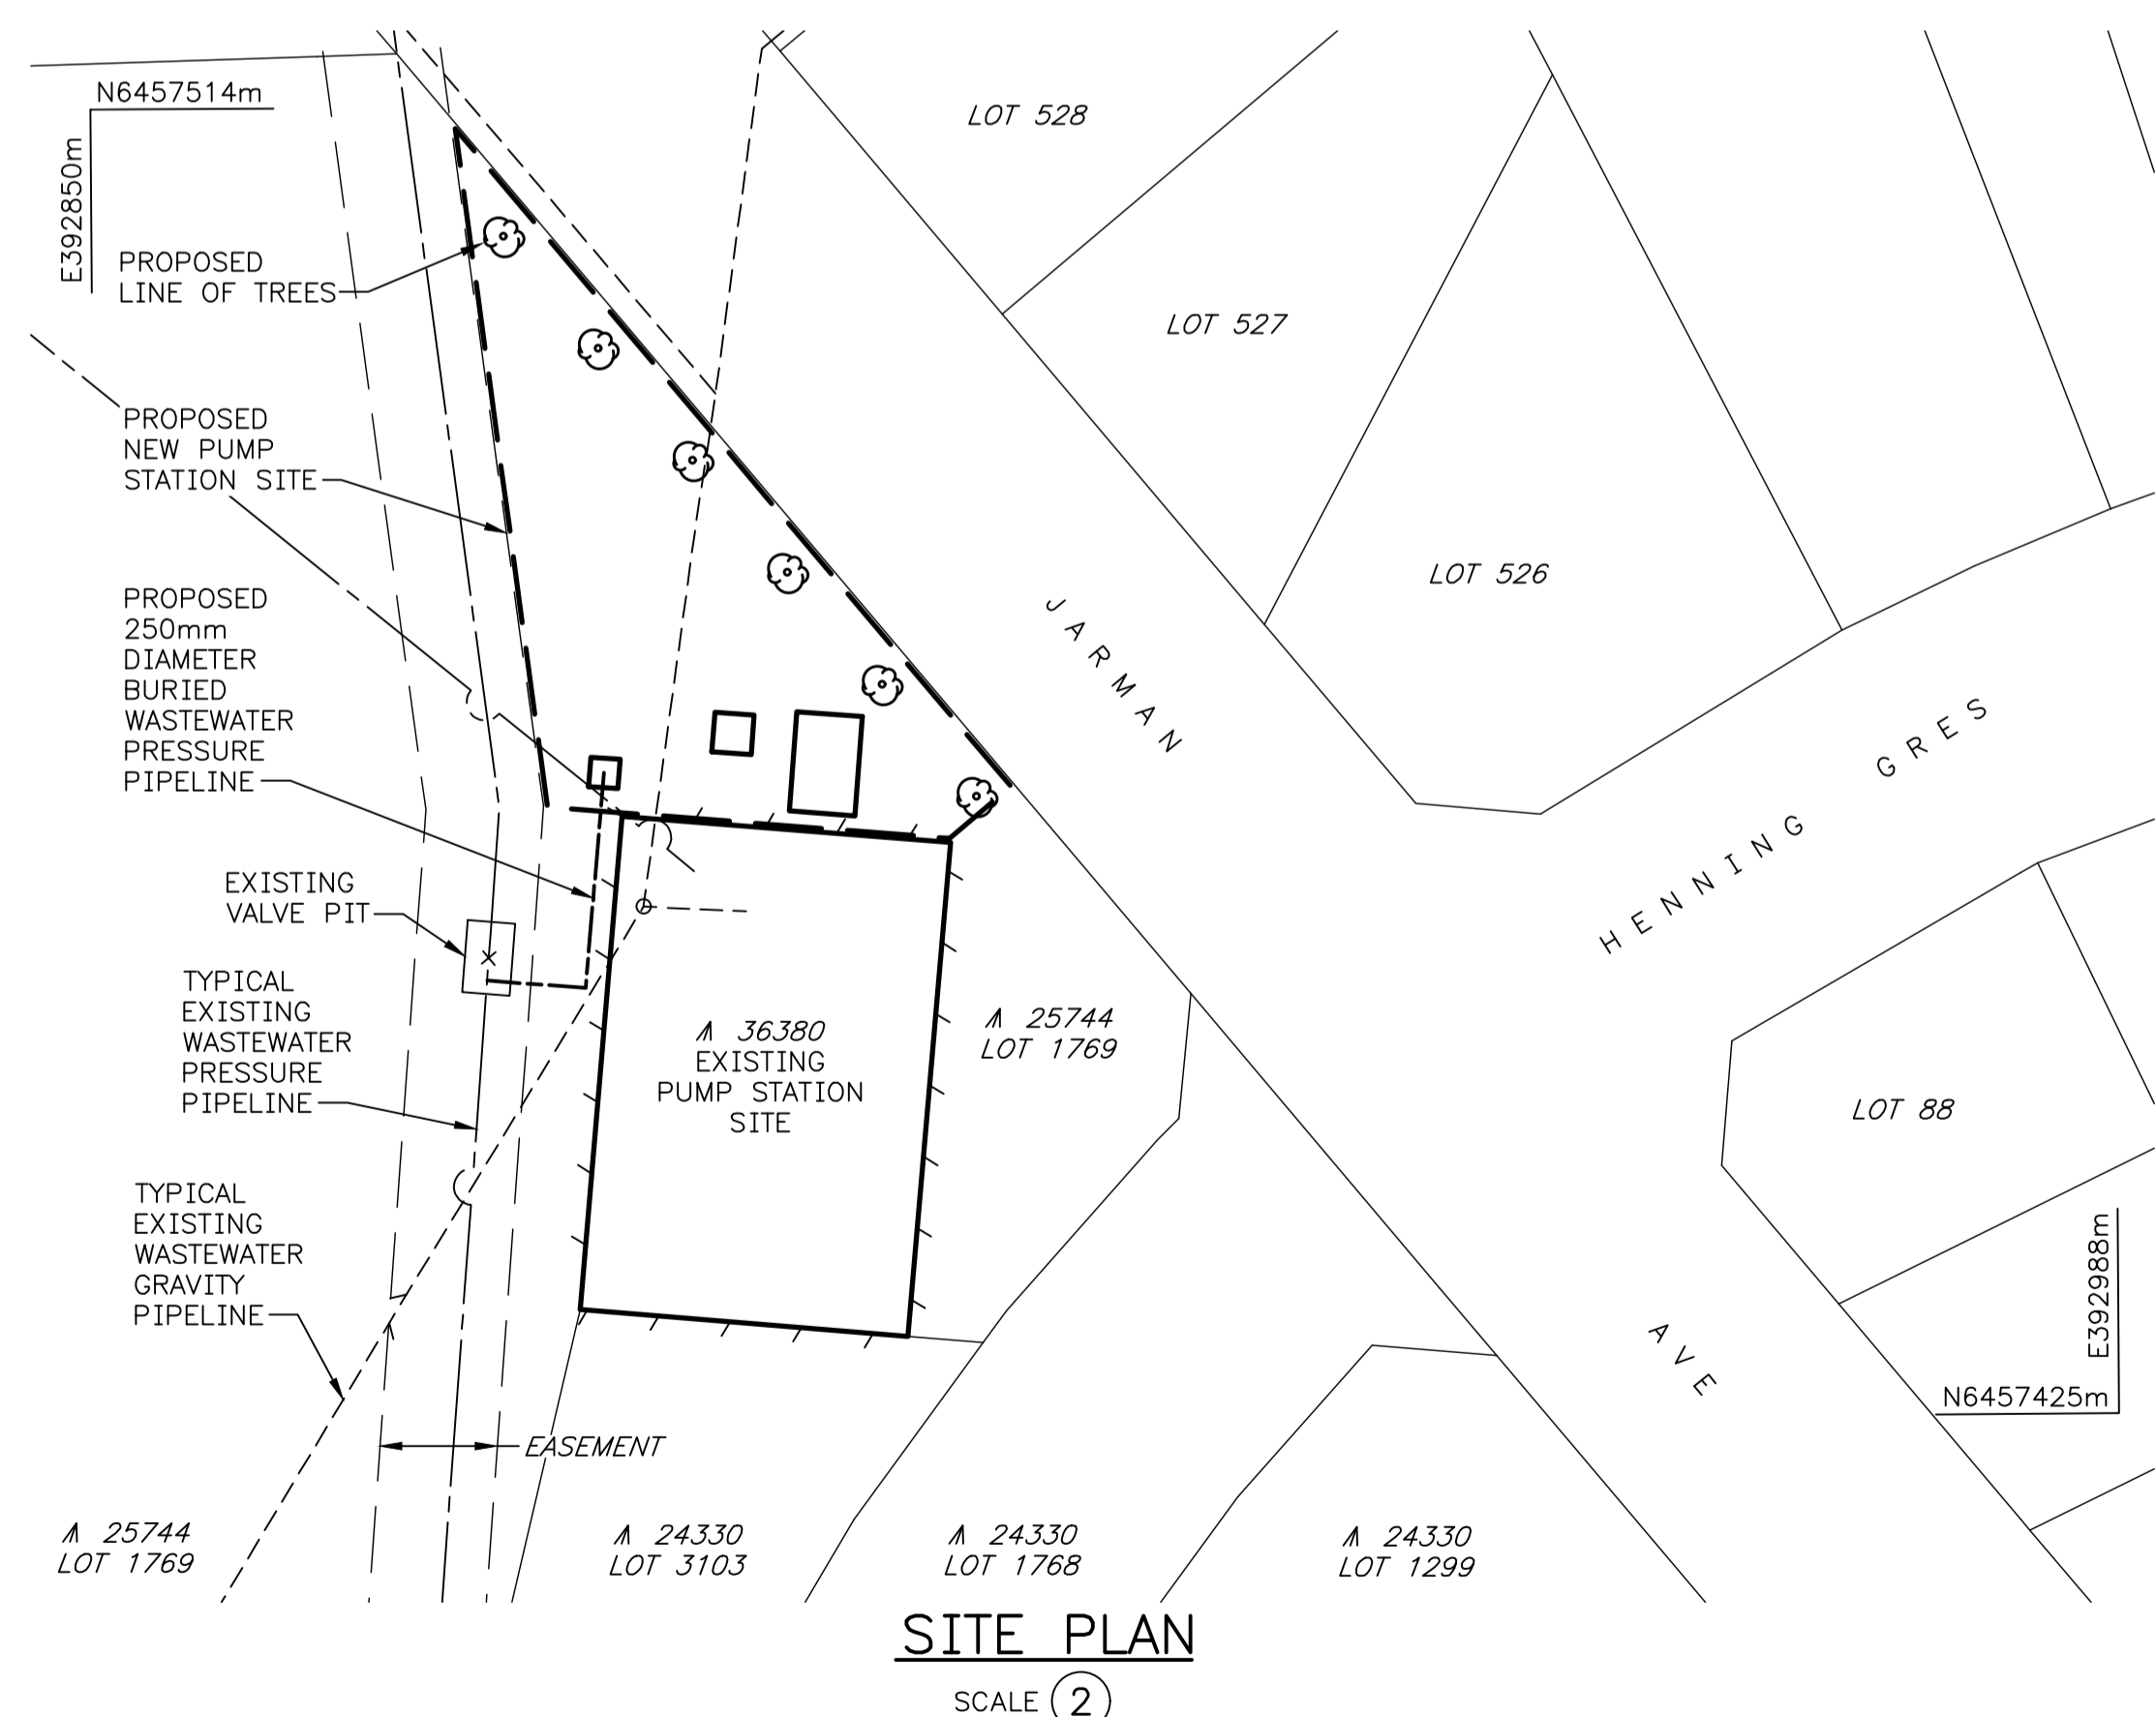 N6457514m
E392850m
LOT 528
PROPOSED
LINE OF TREES
LOT 527
PROPOSED
NEW PUMP
STATION SITE
LOT 526
PROPOSED
250mm
DIAMETER
BURIED
WASTEWATER
PRESSURE
PIPELINE
JARMAN
HENNING GRES
EXISTING
VALVE PIT
TYPICAL
EXISTING
WASTEWATER
PRESSURE
PIPELINE
36380
EXISTING
PUMP STATION
SITE
25744
LOT 1769
LOT 88
TYPICAL
EXISTING
WASTEWATER
GRAVITY
PIPELINE
E392988m
N6457425m
AVE
EASEMENT
25744
LOT 1769
24330
LOT 3103
24330
LOT 1768
24330
LOT 1299
SITE PLAN
SCALE 2